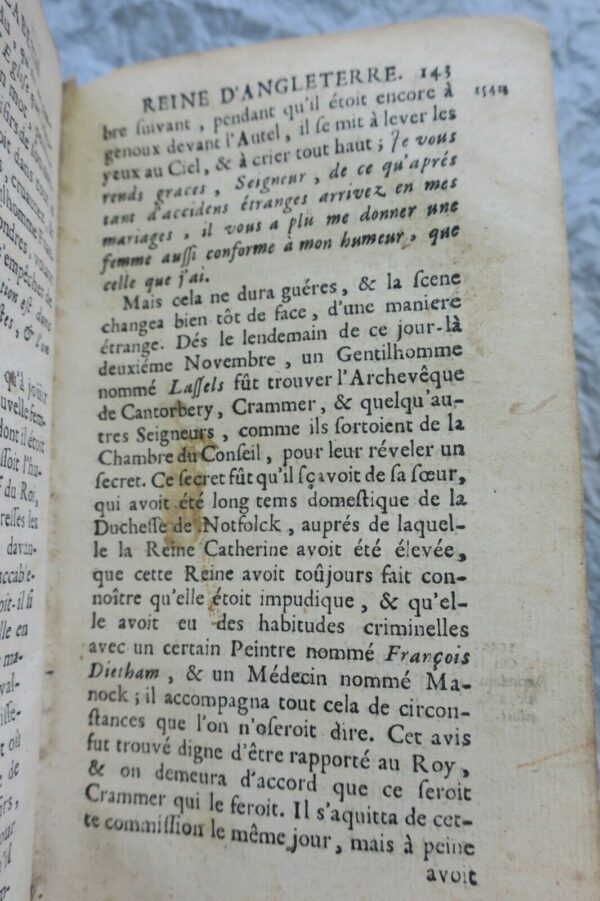 REINE D'ANGLETERRE. 143
bre ſuivant, pendant qu'il étoit encore à
genoux devant l'Autel, il ſe mit à lever les
yeux au Ciel, & à crier tout haut; Je vous
rends graces, Seigneur, de ce qu'aprés
tant d'accidens étranges arrivez en mes
mariages, il vous a plu me donner une
femme auſſi conforme à mon humeur, que
celle que j'ai.
Mais cela ne dura guéres, & la scene
changea bien tôt de face, d'une maniere
étrange. Dés le lendemain de ce jour-là
deuxiéme Novembre, un Gentilhomme
nommé Laſſels fût trouver l'Archevêque
de Cantorbery, Crammer, & quelqu'au-
tres Seigneurs, comme ils ſortoient de la
Chambre du Conſeil, pour leur réveler un
ſecret. Ce ſecret fût qu'il ſçavoit de ſa ſœur,
qui avoit été long tems domeſtique de la
Ducheſſe de Notfolck, auprés de laquel-
le la Reine Catherine avoit été élevée,
que cette Reine avoit toûjours fait con-
noître qu'elle étoit impudique, & qu'el-
le avoit eu des habitudes criminelles
avec un certain Peintre nommé François
Dietham, & un Médecin nommé Ma-
nock; il accompagna tout cela de circon-
ſtances que l'on n'oſeroit dire. Cet avis
fut trouvé digne d'être rapporté au Roy,
& on demeura d'accord que ce ſeroit
Crammer qui le feroit. Il s'aquitta de cet-
te commiſſion le même jour, mais à peine
avoit